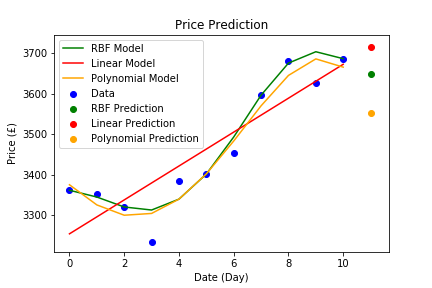 Price Prediction
RBF Model
Linear Model
Polynomial Model
Data
RBF Prediction
Linear Prediction
Polynomial Prediction
3700
3600
3500
3400
3300
Price (£)
0 2 4 6 8 10
Date (Day)